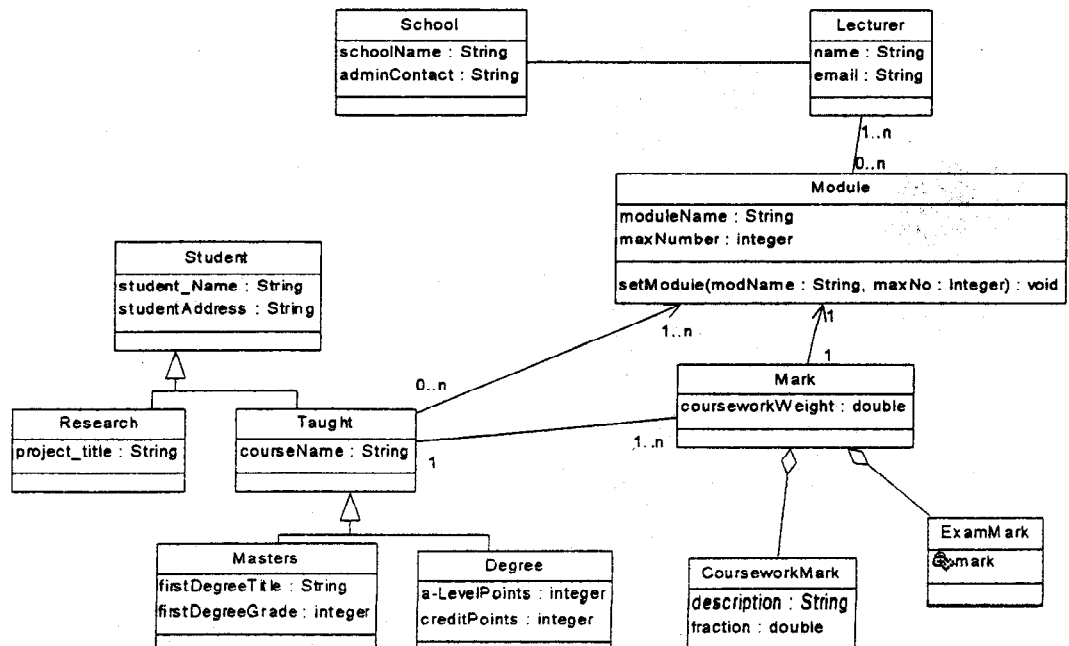 School
schoolName : String
adminContact : String
Lecturer
name : String
email : String
1..n
0..n
Module
moduleName : String
maxNumber : integer
setModule(modName : String, maxNo : Integer) : void
Student
student_Name : String
studentAddress : String
1..n
1
0..n
1
Mark
courseworkWeight : double
Research
project_title : String
Taught
courseName : String
1
1..n
Masters
firstDegreeTitle : String
firstDegreeGrade : integer
Degree
a-LevelPoints : integer
creditPoints : integer
CourseworkMark
description : String
fraction : double
ExamMark
mark